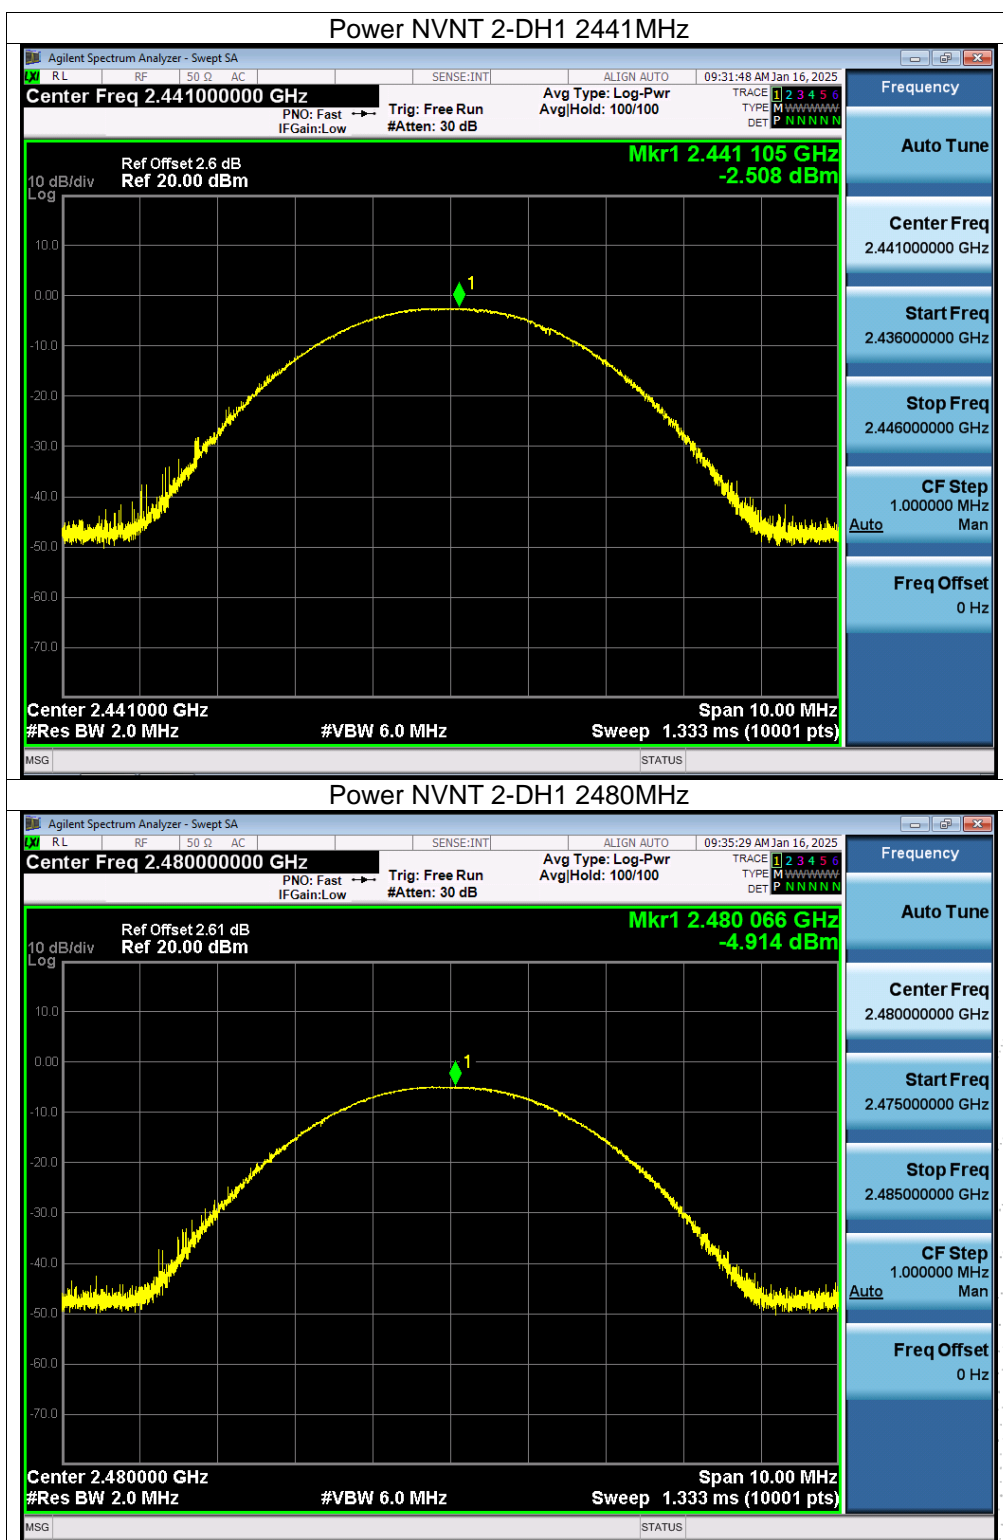 Power NVNT 2-DH1 2441MHz
Agilent Spectrum Analyzer - Swept SA
LXI RL RF 50 Ω AC SENSE:INT ALIGN AUTO 09:31:48 AM Jan 16, 2025
Center Freq 2.441000000 GHz
PNO: Fast
IFGain:Low
Trig: Free Run
#Atten: 30 dB
Avg Type: Log-Pwr
Avg|Hold: 100/100
TRACE 1 2 3 4 5 6
TYPE M WWWWW
DET P N N N N N
Mkr1 2.441 105 GHz
-2.508 dBm
Ref Offset 2.6 dB
10 dB/div Ref 20.00 dBm
Log
1
10.0
0.00
-10.0
-20.0
-30.0
-40.0
-50.0
-60.0
-70.0
Center 2.441000 GHz Span 10.00 MHz
#Res BW 2.0 MHz #VBW 6.0 MHz Sweep 1.333 ms (10001 pts)
MSG STATUS
Frequency
Auto Tune
Center Freq
2.441000000 GHz
Start Freq
2.436000000 GHz
Stop Freq
2.446000000 GHz
CF Step
1.000000 MHz
Auto Man
Freq Offset
0 Hz
Power NVNT 2-DH1 2480MHz
Agilent Spectrum Analyzer - Swept SA
LXI RL RF 50 Ω AC SENSE:INT ALIGN AUTO 09:35:29 AM Jan 16, 2025
Center Freq 2.480000000 GHz
PNO: Fast
IFGain:Low
Trig: Free Run
#Atten: 30 dB
Avg Type: Log-Pwr
Avg|Hold: 100/100
TRACE 1 2 3 4 5 6
TYPE M WWWWW
DET P N N N N N
Mkr1 2.480 066 GHz
-4.914 dBm
Ref Offset 2.61 dB
10 dB/div Ref 20.00 dBm
Log
1
10.0
0.00
-10.0
-20.0
-30.0
-40.0
-50.0
-60.0
-70.0
Center 2.480000 GHz Span 10.00 MHz
#Res BW 2.0 MHz #VBW 6.0 MHz Sweep 1.333 ms (10001 pts)
MSG STATUS
Frequency
Auto Tune
Center Freq
2.480000000 GHz
Start Freq
2.475000000 GHz
Stop Freq
2.485000000 GHz
CF Step
1.000000 MHz
Auto Man
Freq Offset
0 Hz